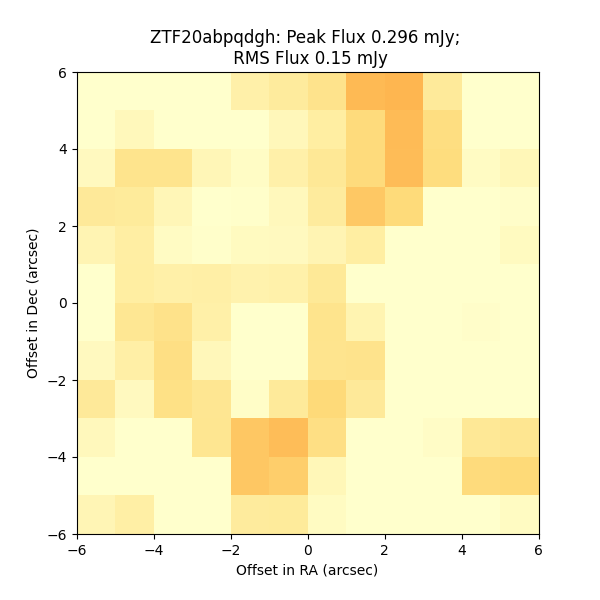 ZTF20abpqdgh: Peak Flux 0.296 mJy;
RMS Flux 0.15 mJy
6
4
2
0
−2
−4
−6
Offset in Dec (arcsec)
−6 −4 −2 0 2 4 6
Offset in RA (arcsec)